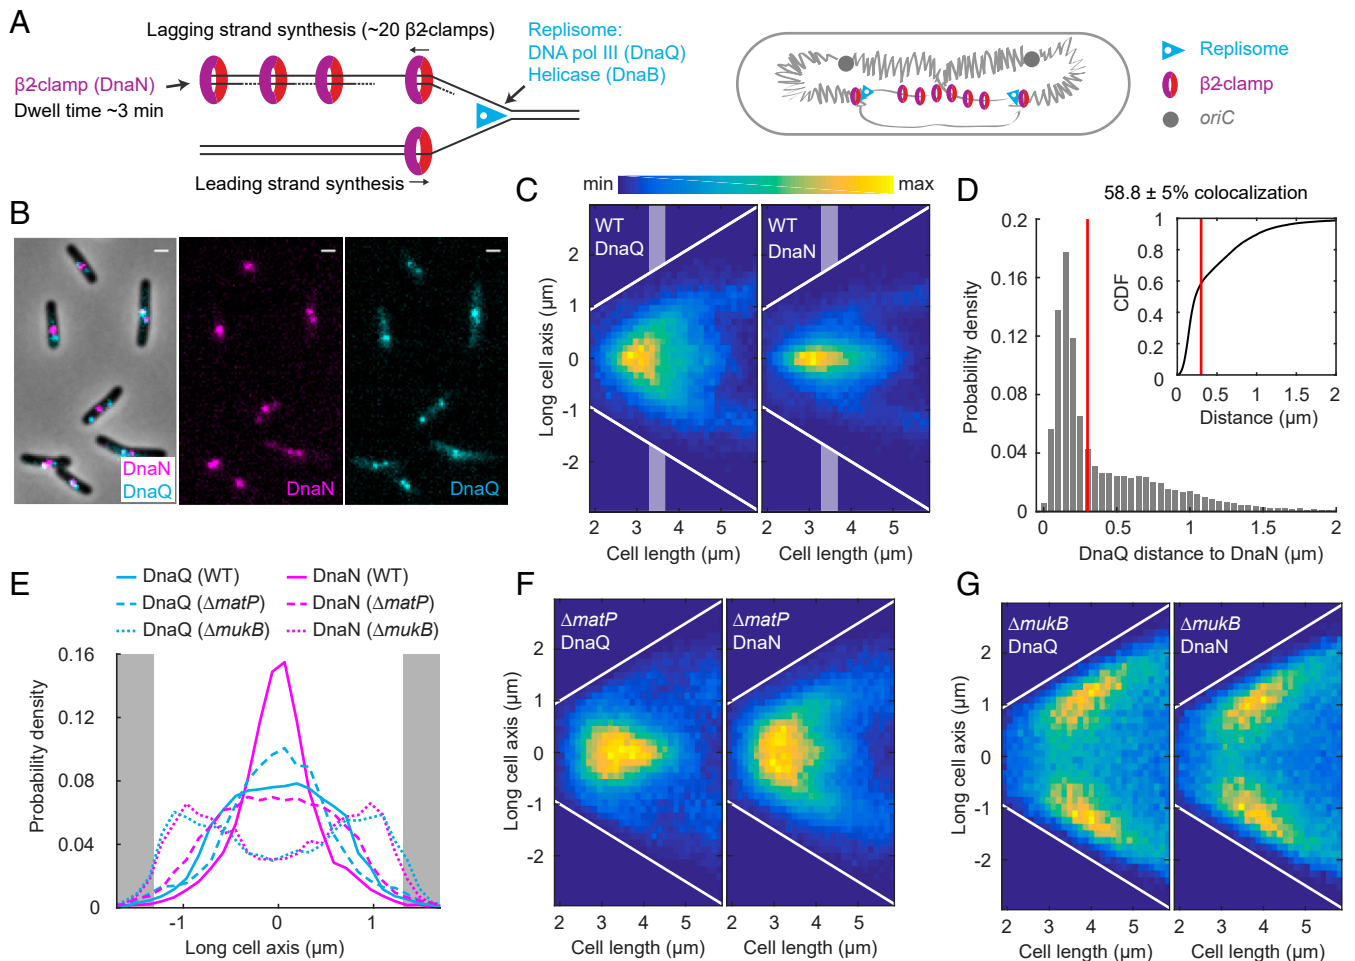 A
Lagging strand synthesis (~20 β2-clamps)
β2-clamp (DnaN)
Dwell time ~3 min
Leading strand synthesis
Replisome:
DNA pol III (DnaQ)
Helicase (DnaB)
Replisome
β2-clamp
oriC
B
DnaN
DnaQ
DnaN
DnaQ
C
min
max
WT
DnaQ
WT
DnaN
Long cell axis (µm)
2
1
0
-1
-2
2 3 4 5
2 3 4 5
Cell length (µm)
Cell length (µm)
D
58.8 ± 5% colocalization
Probability density
0.2
0.16
0.12
0.08
0.04
0
0 0.5 1 1.5 2
DnaQ distance to DnaN (µm)
CDF
1
0.8
0.6
0.4
0.2
0
0 0.5 1 1.5 2
Distance (µm)
E
DnaQ (WT)
DnaQ (ΔmatP)
DnaQ (ΔmukB)
DnaN (WT)
DnaN (ΔmatP)
DnaN (ΔmukB)
Probability density
0.16
0.12
0.08
0.04
0
-1 0 1
Long cell axis (µm)
F
ΔmatP
DnaQ
ΔmatP
DnaN
Long cell axis (µm)
2
1
0
-1
-2
2 3 4 5
2 3 4 5
Cell length (µm)
Cell length (µm)
G
ΔmukB
DnaQ
ΔmukB
DnaN
Long cell axis (µm)
2
1
0
-1
-2
2 3 4 5
2 3 4 5
Cell length (µm)
Cell length (µm)